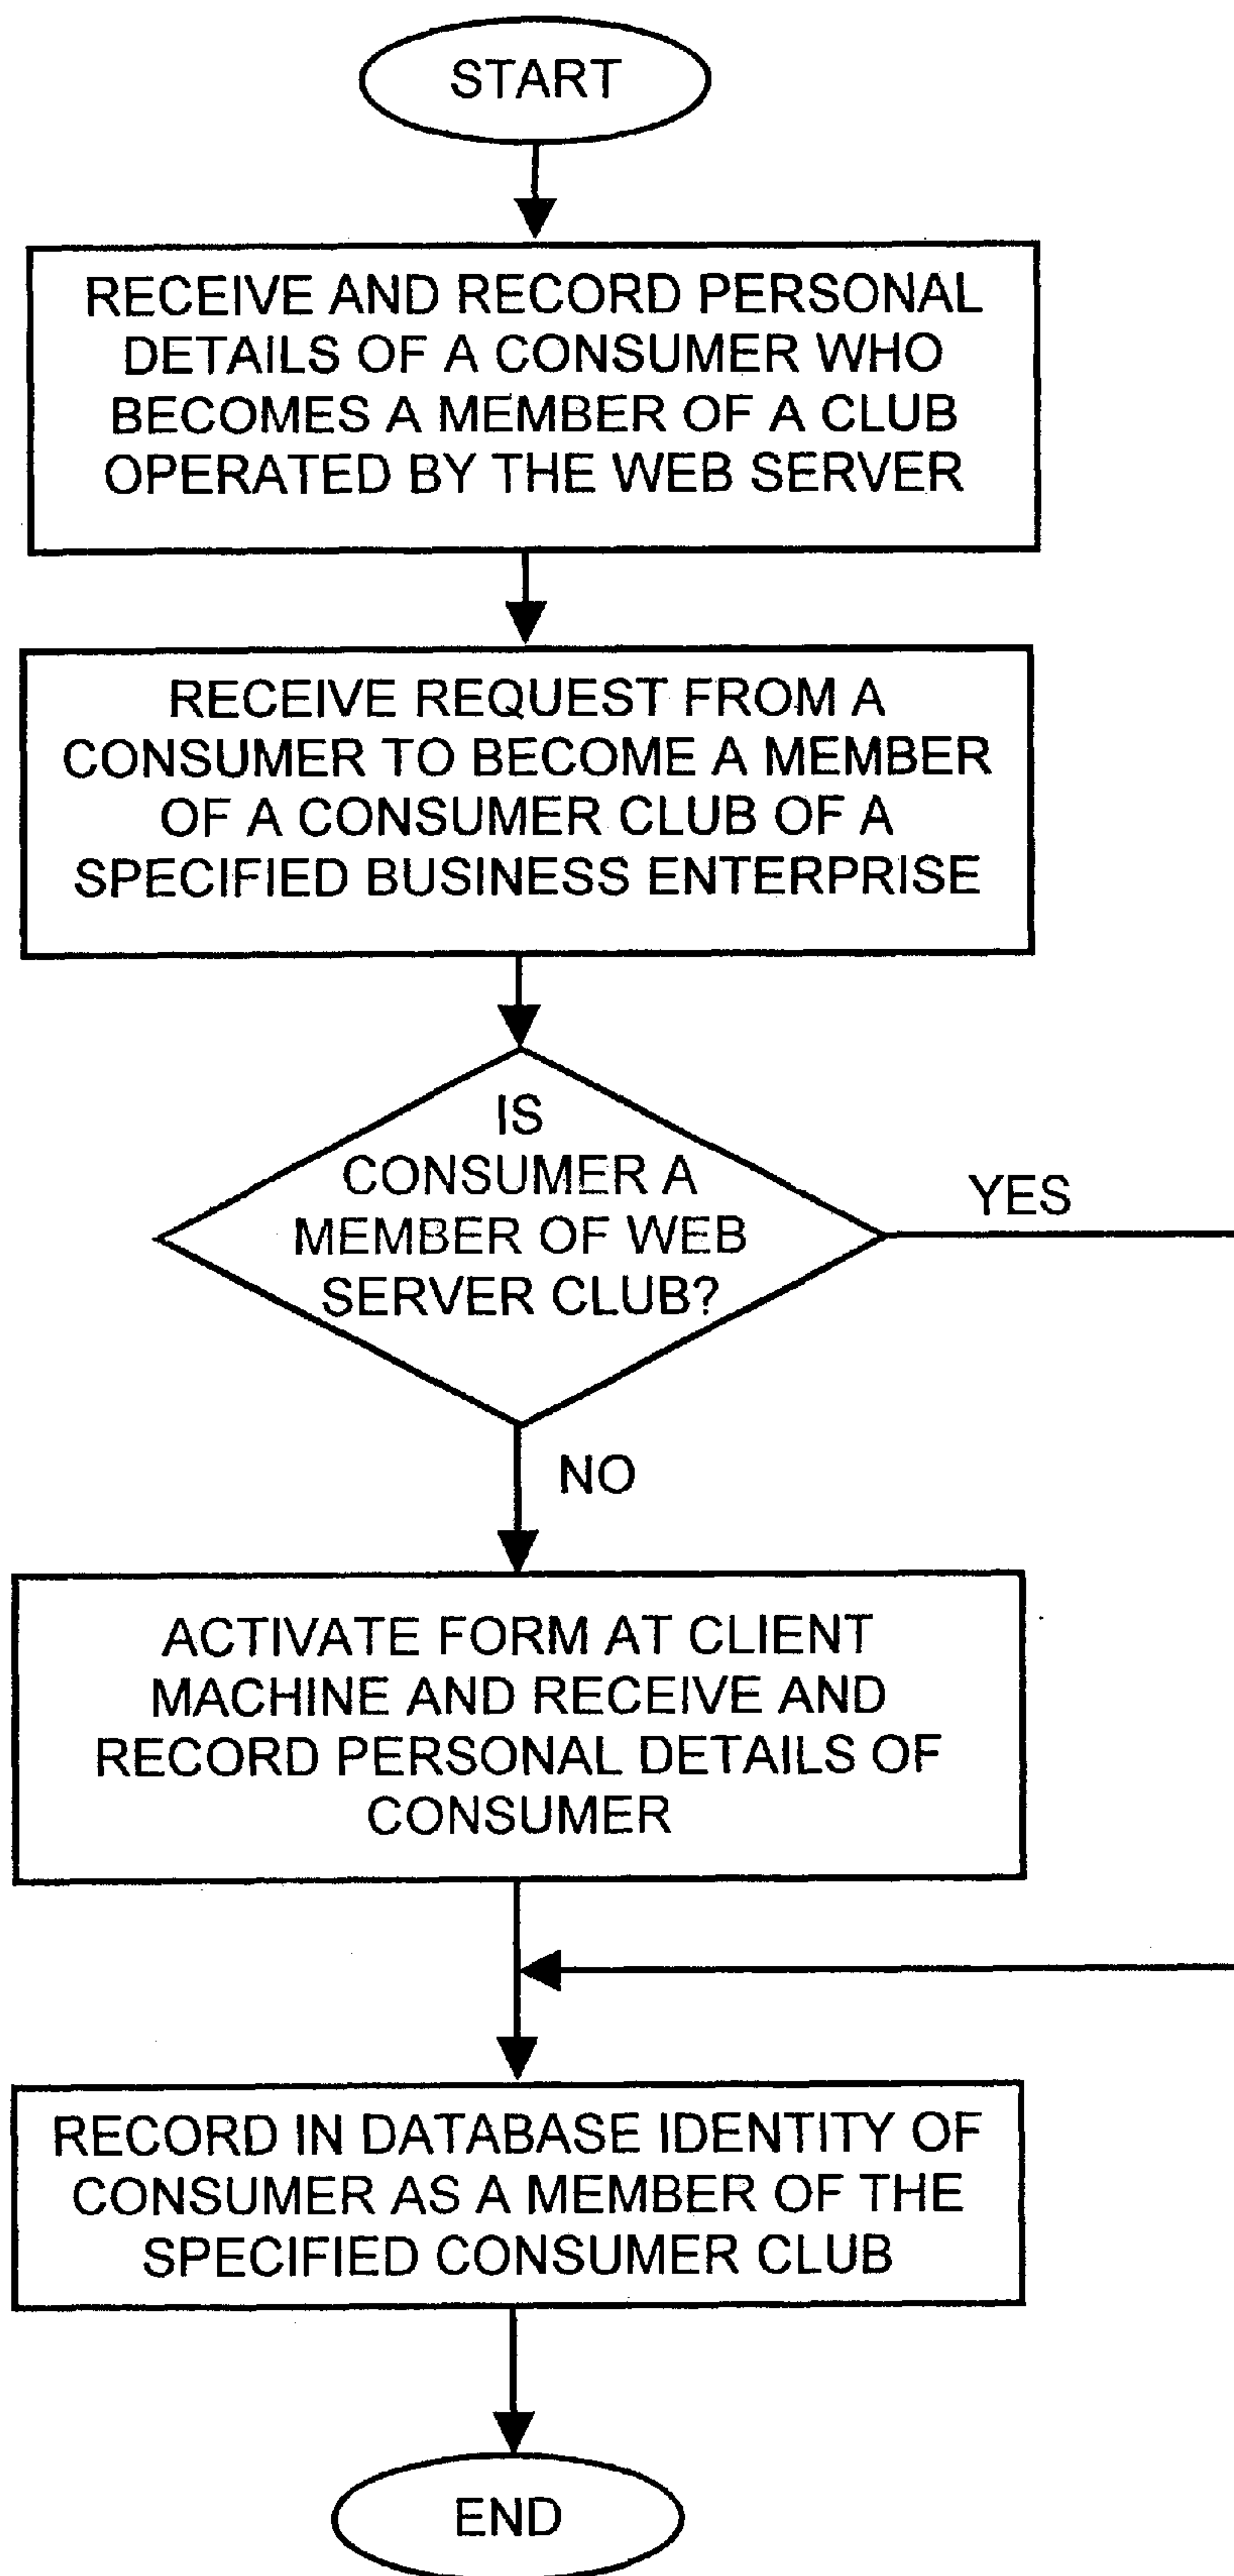 START
RECEIVE AND RECORD PERSONAL
DETAILS OF A CONSUMER WHO
BECOMES A MEMBER OF A CLUB
OPERATED BY THE WEB SERVER
RECEIVE REQUEST FROM A
CONSUMER TO BECOME A MEMBER
OF A CONSUMER CLUB OF A
SPECIFIED BUSINESS ENTERPRISE
IS
CONSUMER A
MEMBER OF WEB
SERVER CLUB?
YES
NO
ACTIVATE FORM AT CLIENT
MACHINE AND RECEIVE AND
RECORD PERSONAL DETAILS OF
CONSUMER
RECORD IN DATABASE IDENTITY OF
CONSUMER AS A MEMBER OF THE
SPECIFIED CONSUMER CLUB
END